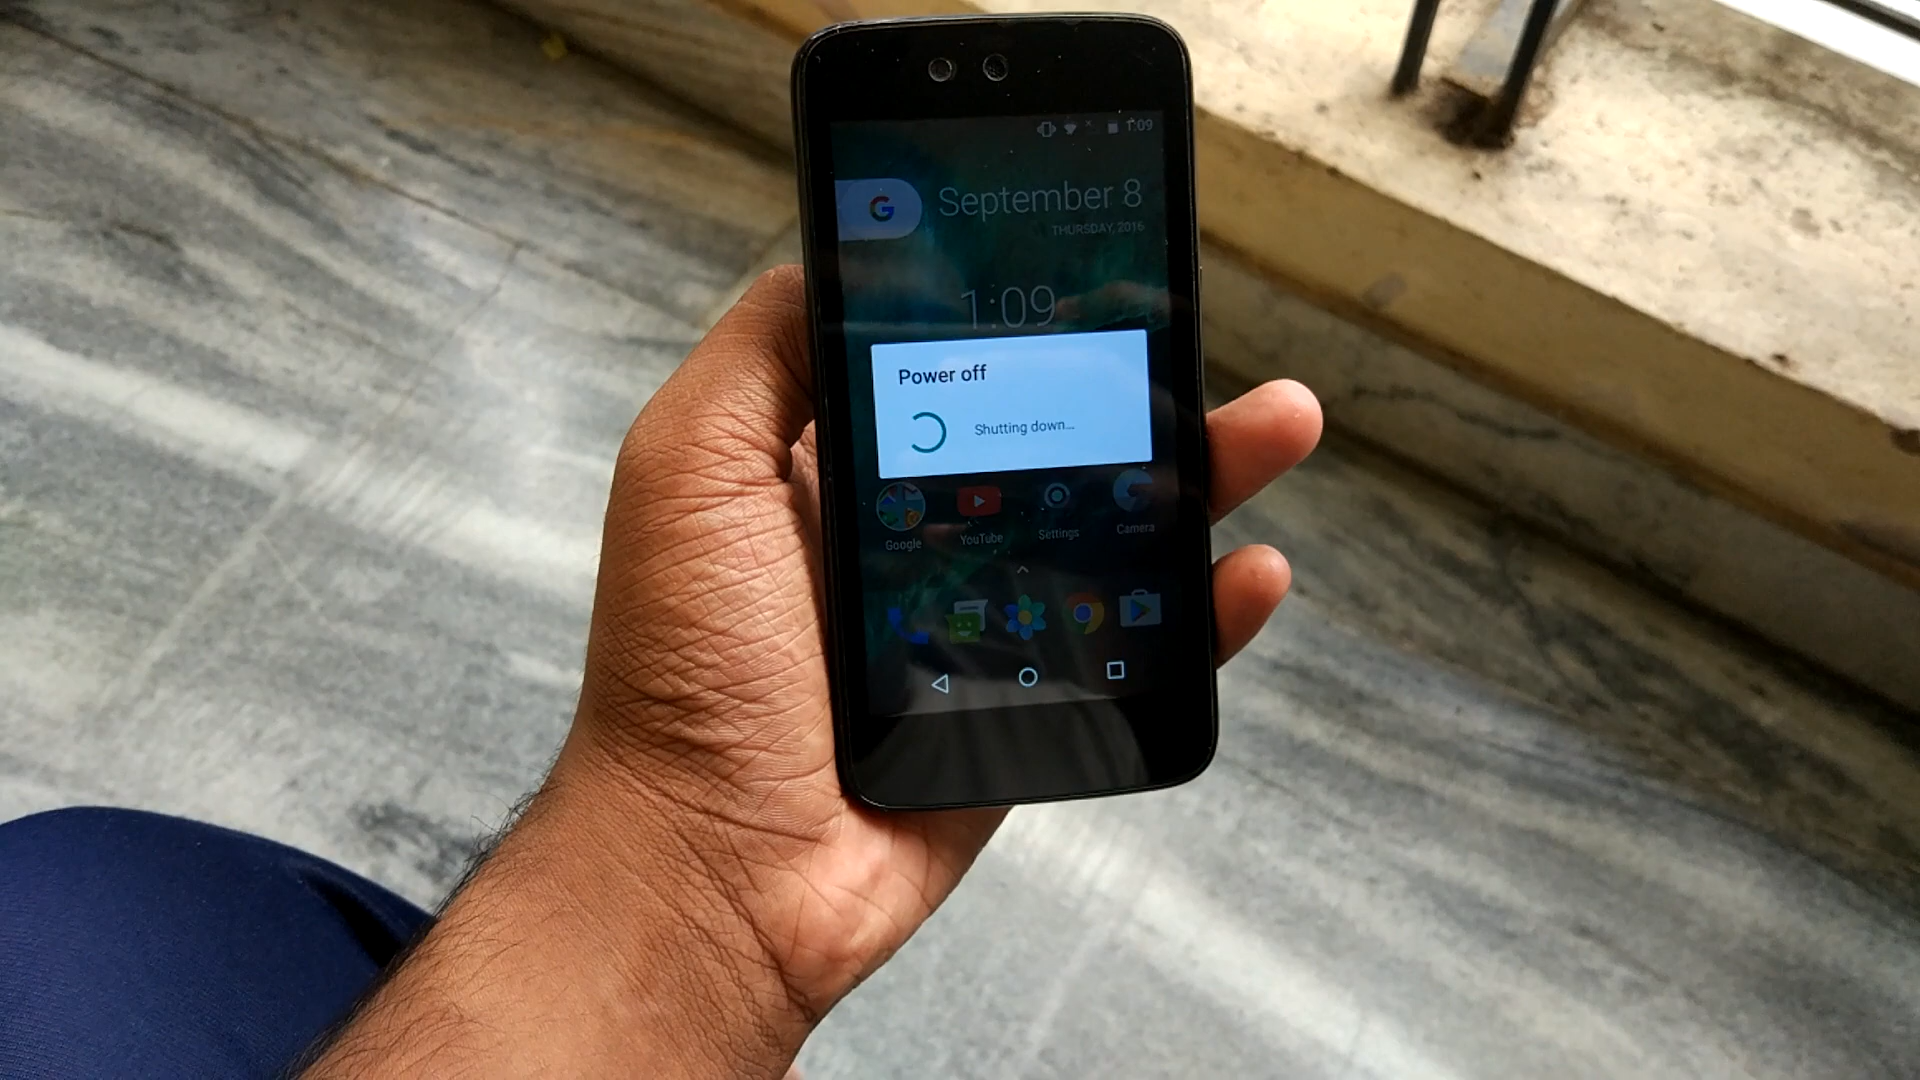 1:09
G
September 8
THURSDAY, 2016
1:09
Power off
Shutting down...
Google
YouTube
Settings
Camera